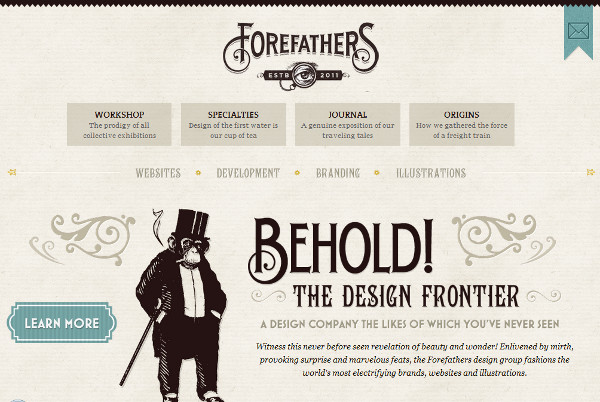 FOREFATHERS
ESTB 2011
WORKSHOP
The prodigy of all
collective exhibitions
SPECIALTIES
Design of the first water is
our cup of tea
JOURNAL
A genuine exposition of our
traveling tales
ORIGINS
How we gathered the force
of a freight train
WEBSITES DEVELOPMENT BRANDING ILLUSTRATIONS
BEHOLD!
THE DESIGN FRONTIER
A DESIGN COMPANY THE LIKES OF WHICH YOU'VE NEVER SEEN
LEARN MORE
Witness this never before seen revelation of beauty and wonder! Enlivened by mirth,
provoking surprise and marvelous feats, the Forefathers design group fashions the
world's most electrifying brands, websites and illustrations.